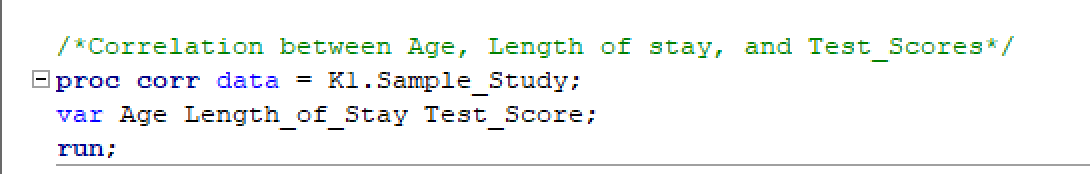 /*Correlation between Age, Length of stay, and Test_Scores*/
proc corr data = K1.Sample_Study;
var Age Length_of_Stay Test_Score;
run;